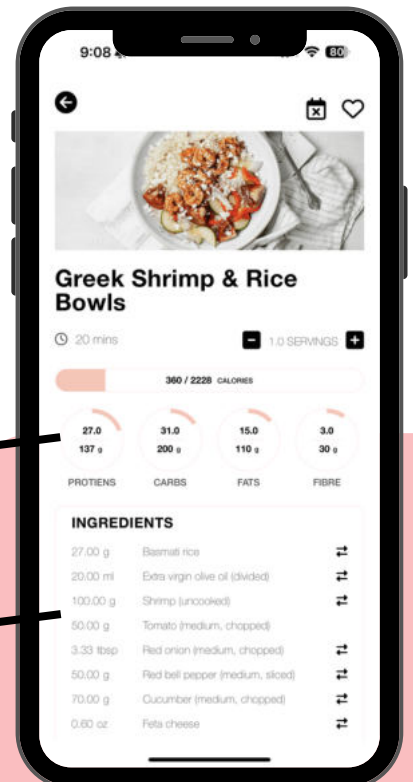 9:08
80
Greek Shrimp & Rice
Bowls
20 mins
1.0 SERVINGS
360 / 2228 CALORIES
27.0
137 g
31.0
200 g
15.0
110 g
3.0
30 g
PROTIENS
CARBS
FATS
FIBRE
INGREDIENTS
27.00 g Basmati rice
20.00 ml Extra virgin olive oil (divided)
100.00 g Shrimp (uncooked)
50.00 g Tomato (medium, chopped)
3.33 tbsp Red onion (medium, chopped)
50.00 g Red bell pepper (medium, sliced)
70.00 g Cucumber (medium, chopped)
0.60 oz Feta cheese